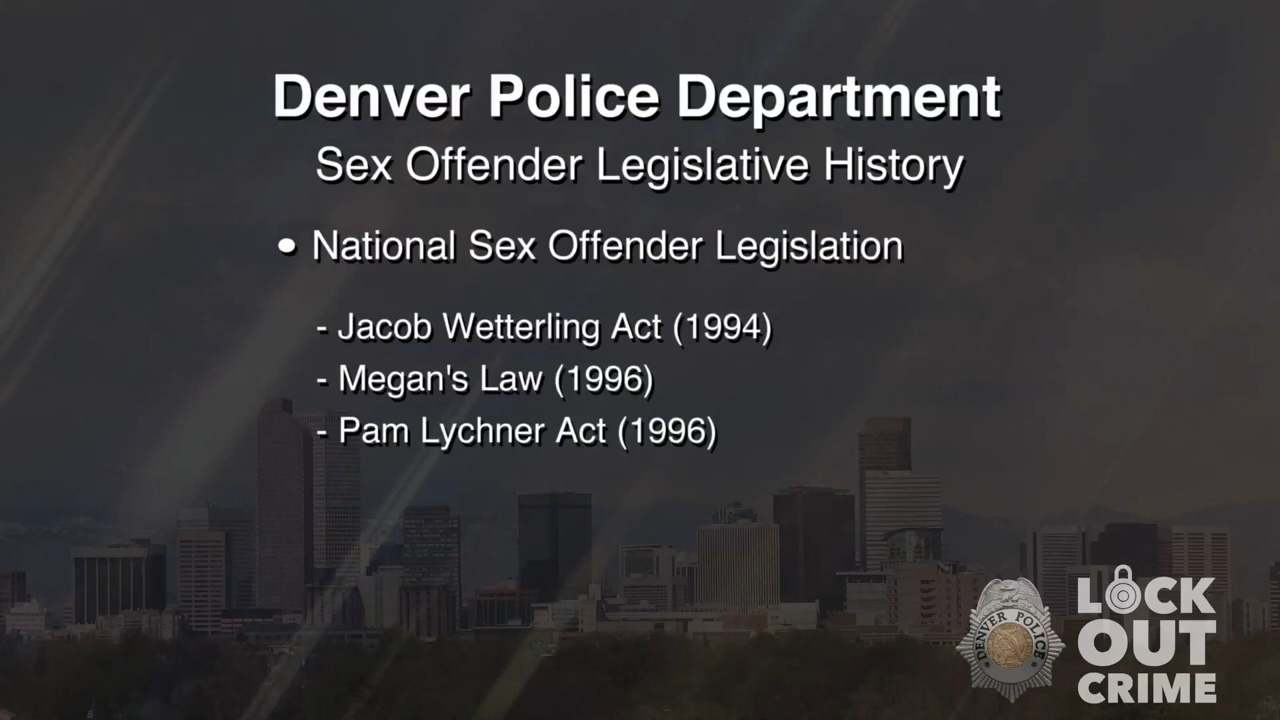 Denver Police Department
Sex Offender Legislative History
• National Sex Offender Legislation
- Jacob Wetterling Act (1994)
- Megan's Law (1996)
- Pam Lychner Act (1996)
DENVER POLICE
LOCK
OUT
CRIME